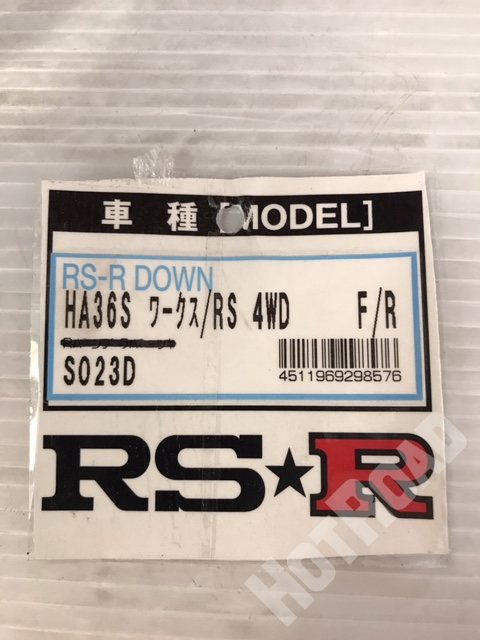 車種 [MODEL]
RS-R DOWN
HA36S ワークス/RS 4WD F/R
S023D
4511969298576
RS★R
HOTROAD